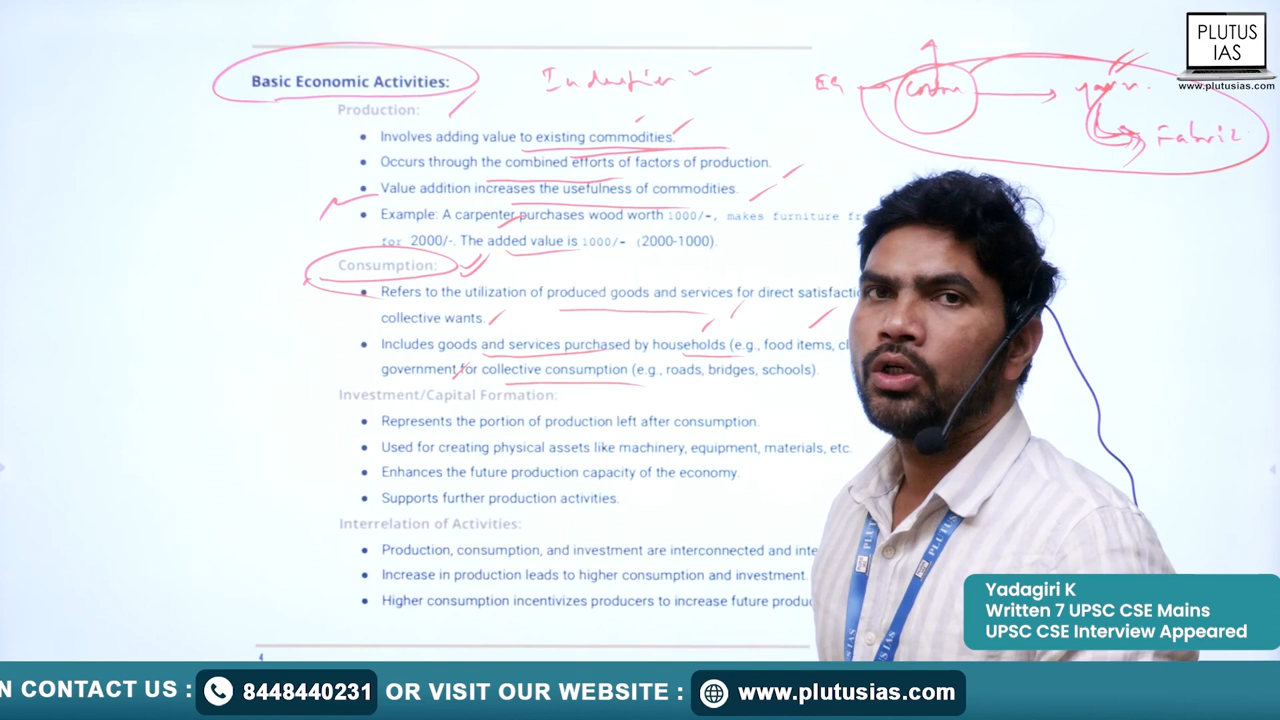 PLUTUS
IAS
www.plutusias.com
Basic Economic Activities:
Industries
Eg
cotton
yarn.
Fabric
Production:
Involves adding value to existing commodities.
Occurs through the combined efforts of factors of production.
Value addition increases the usefulness of commodities.
Example: A carpenter purchases wood worth 1000/-, makes furniture
for 2000/-. The added value is 1000/- (2000-1000).
Consumption:
Refers to the utilization of produced goods and services for direct
collective wants.
Includes goods and services purchased by households (e.g., food items,
government for collective consumption (e.g., roads, bridges, schools).
Investment/Capital Formation:
Represents the portion of production left after consumption.
Used for creating physical assets like machinery, equipment, materials, etc.
Enhances the future production capacity of the economy.
Supports further production activities.
Interrelation of Activities:
Production, consumption, and investment are interconnected and
Increase in production leads to higher consumption and investment.
Higher consumption incentivizes producers to increase future
PLUTUS IAS
Yadagiri K
Written 7 UPSC CSE Mains
UPSC CSE Interview Appeared
N CONTACT US : 8448440231 OR VISIT OUR WEBSITE : www.plutusias.com